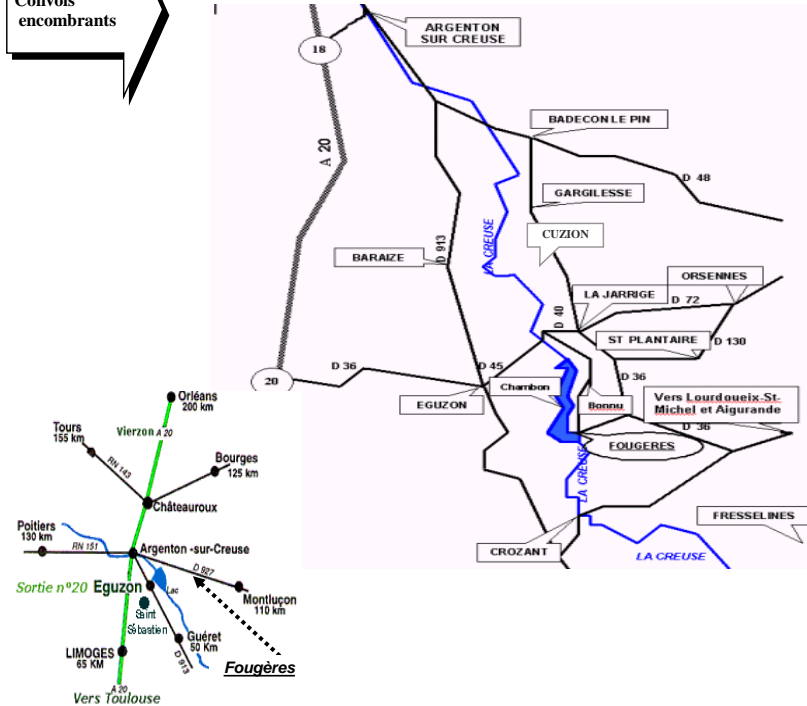 Convois
encombrants
ARGENTON
SUR CREUSE
18
A 20
BADECON LE PIN
D 48
GARGILESSE
LA CREUSE
CUZION
D 913
BARAIZE
ORSENNES
LA JARRIGE
D 72
D 40
ST PLANTAIRE
D 130
D 36
D 45
D 36
20
Chambon
EGUZON
Bonnu
Vers Lourdoueix-St-
Michel et Aigurande
D 36
FOUGERES
LA CREUSE
FRESSELINES
CROZANT
LA CREUSE
Orléans
200 km
Tours
155 km
Vierzon A 20
Bourges
125 km
RN 143
Châteauroux
Poitiers
130 km
RN 151
Argenton -sur-Creuse
D 927
Sortie n°20 Eguzon
Lac
Montluçon
110 km
Saint
Sébastien
Guéret
50 Km
LIMOGES
65 KM
D 913
Fougères
A 20
Vers Toulouse